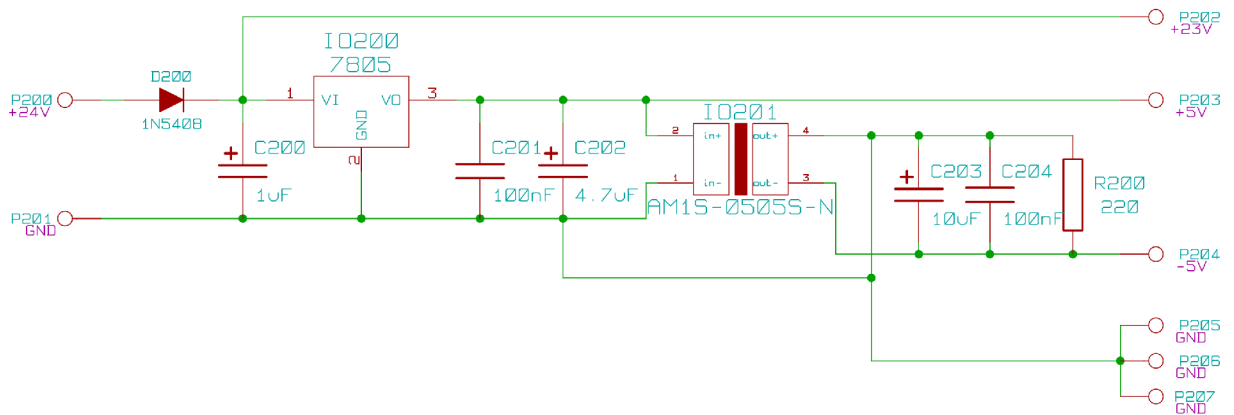 P202
+23V
IO200
7805
D200
P200
+24V
1
VI
VO
3
P203
+5V
1N5408
GND
2
IO201
2
in+
out+
4
C200
1uF
C201
100nF
C202
4.7uF
1
in-
out-
3
AM1S-0505S-N
C203
10uF
C204
100nF
R200
220
P201
GND
P204
-5V
P205
GND
P206
GND
P207
GND